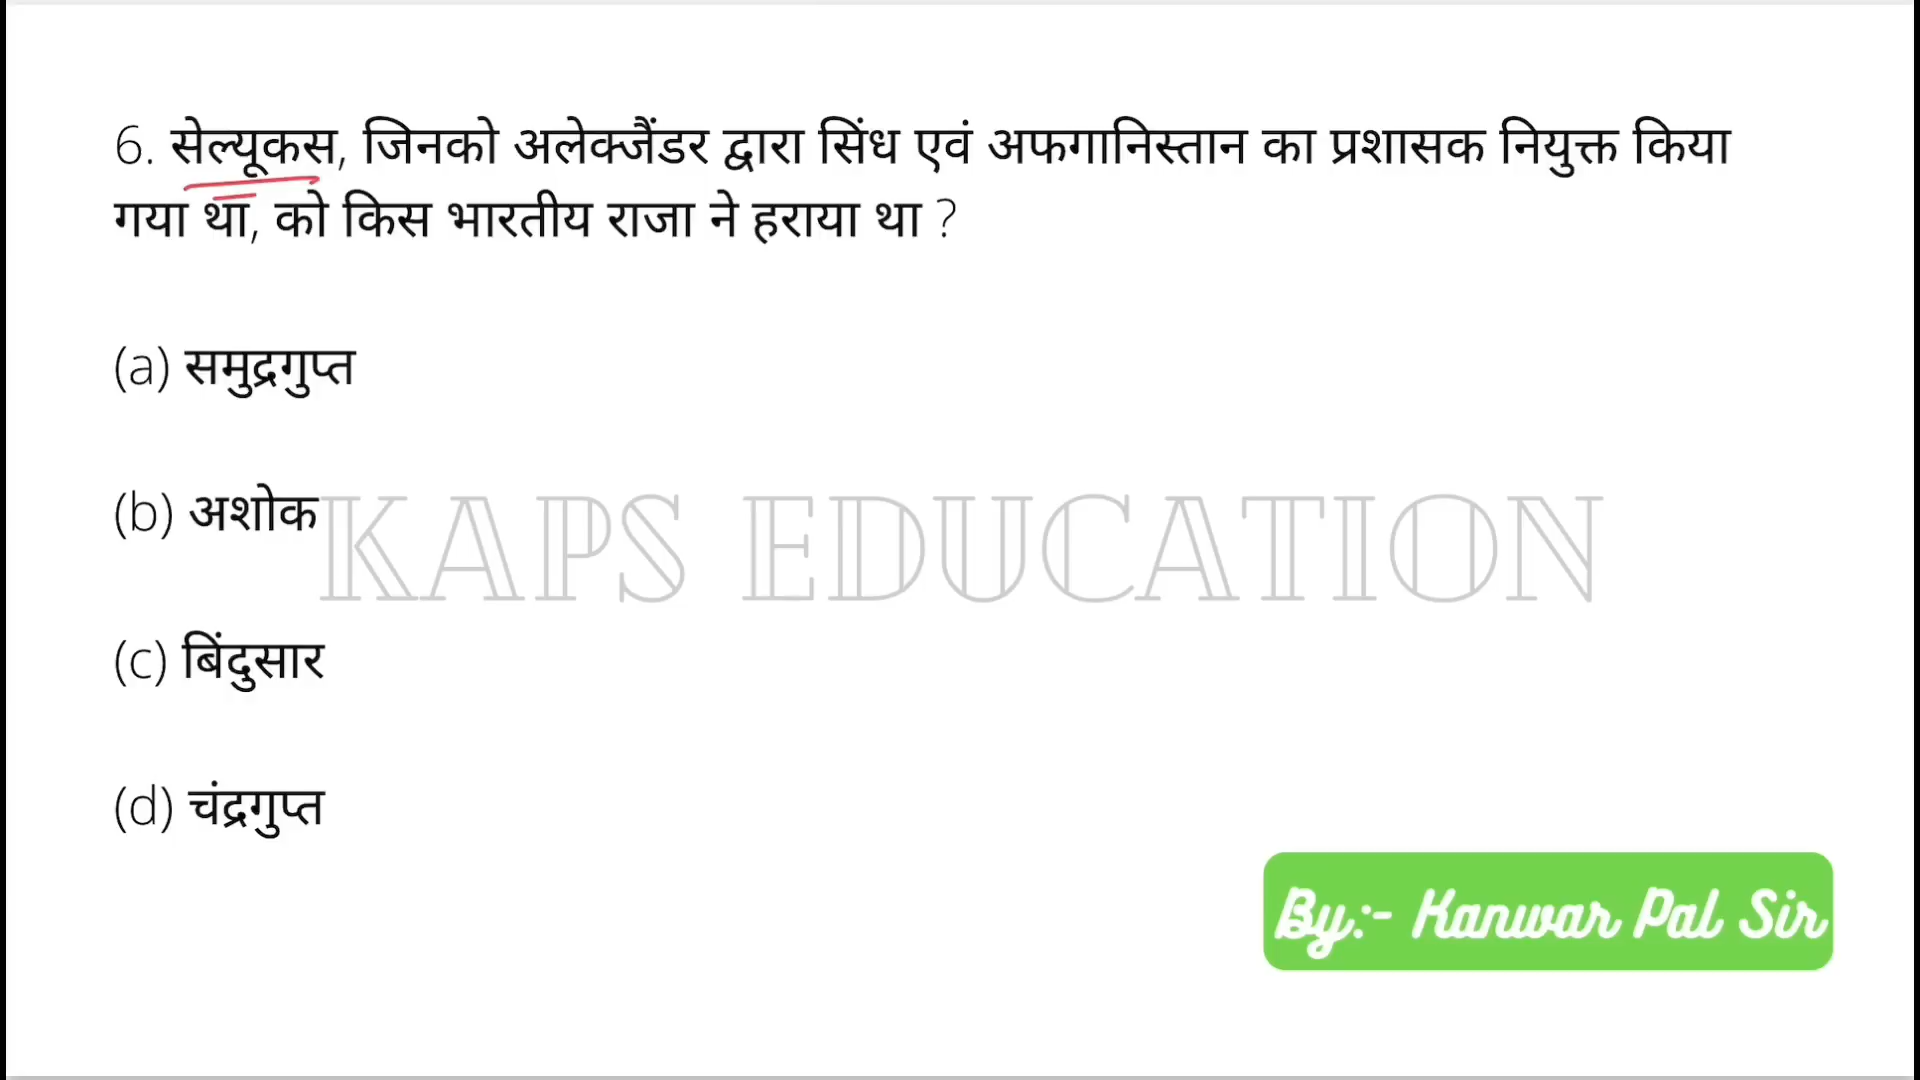 6. सेल्यूकस, जिनको अलेक्जैंडर द्वारा सिंध एवं अफगानिस्तान का प्रशासक नियुक्त किया
गया था, को किस भारतीय राजा ने हराया था ?
(a) समुद्रगुप्त
(b) अशोक
KAPS EDUCATION
(c) बिंदुसार
(d) चंद्रगुप्त
By:- Kanwar Pal Sir